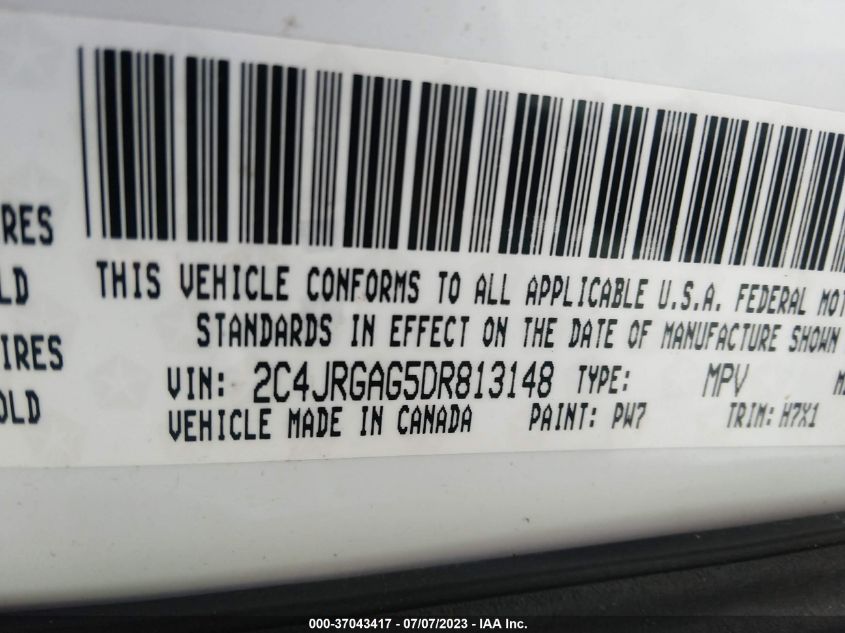 THIS VEHICLE CONFORMS TO ALL APPLICABLE U.S.A. FEDERAL MOT
STANDARDS IN EFFECT ON THE DATE OF MANUFACTURE SHOWN
VIN: 2C4JRGAG5DR813148 TYPE: MPV
VEHICLE MADE IN CANADA PAINT: PW7 TRIM: H7X1
RES
LD
IRES
OLD
000-37043417 - 07/07/2023 - IAA Inc.